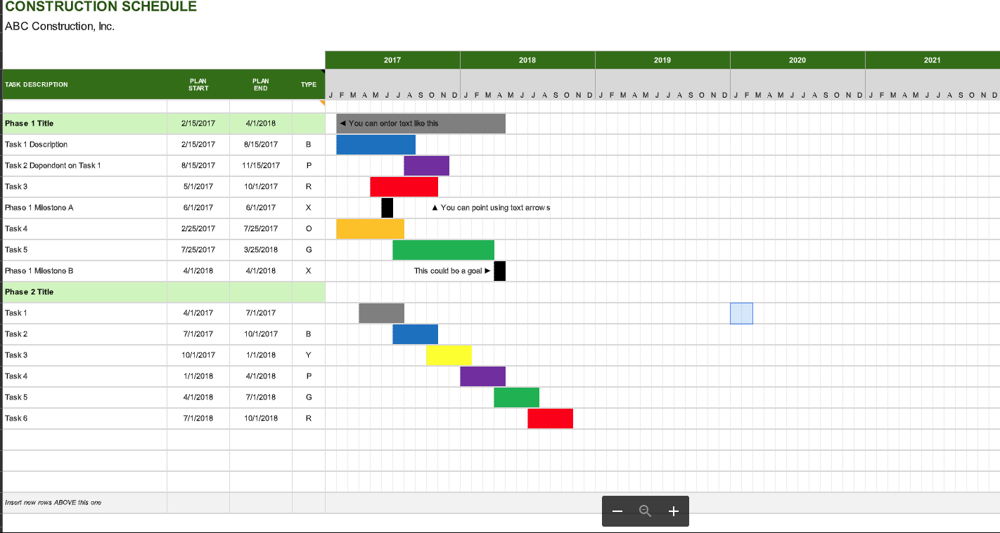 CONSTRUCTION SCHEDULE
ABC Construction, Inc.
2017 2018 2019 2020 2021
TASK DESCRIPTION PLAN START PLAN END TYPE
J F M A M J J A S O N D J F M A M J J A S O N D J F M A M J J A S O N D J F M A M J J A S O N D J F M A M J J A S O N D
Phase 1 Title 2/15/2017 4/1/2018 ◄ You can enter text like this
Task 1 Description 2/15/2017 8/15/2017 B
Task 2 Dependent on Task 1 8/15/2017 11/15/2017 P
Task 3 5/1/2017 10/1/2017 R
Phase 1 Milestone A 6/1/2017 6/1/2017 X ▲ You can point using text arrows
Task 4 2/25/2017 7/25/2017 O
Task 5 7/25/2017 3/25/2018 G
Phase 1 Milestone B 4/1/2018 4/1/2018 X This could be a goal ►
Phase 2 Title
Task 1 4/1/2017 7/1/2017
Task 2 7/1/2017 10/1/2017 B
Task 3 10/1/2017 1/1/2018 Y
Task 4 1/1/2018 4/1/2018 P
Task 5 4/1/2018 7/1/2018 G
Task 6 7/1/2018 10/1/2018 R
Insert new rows ABOVE this one